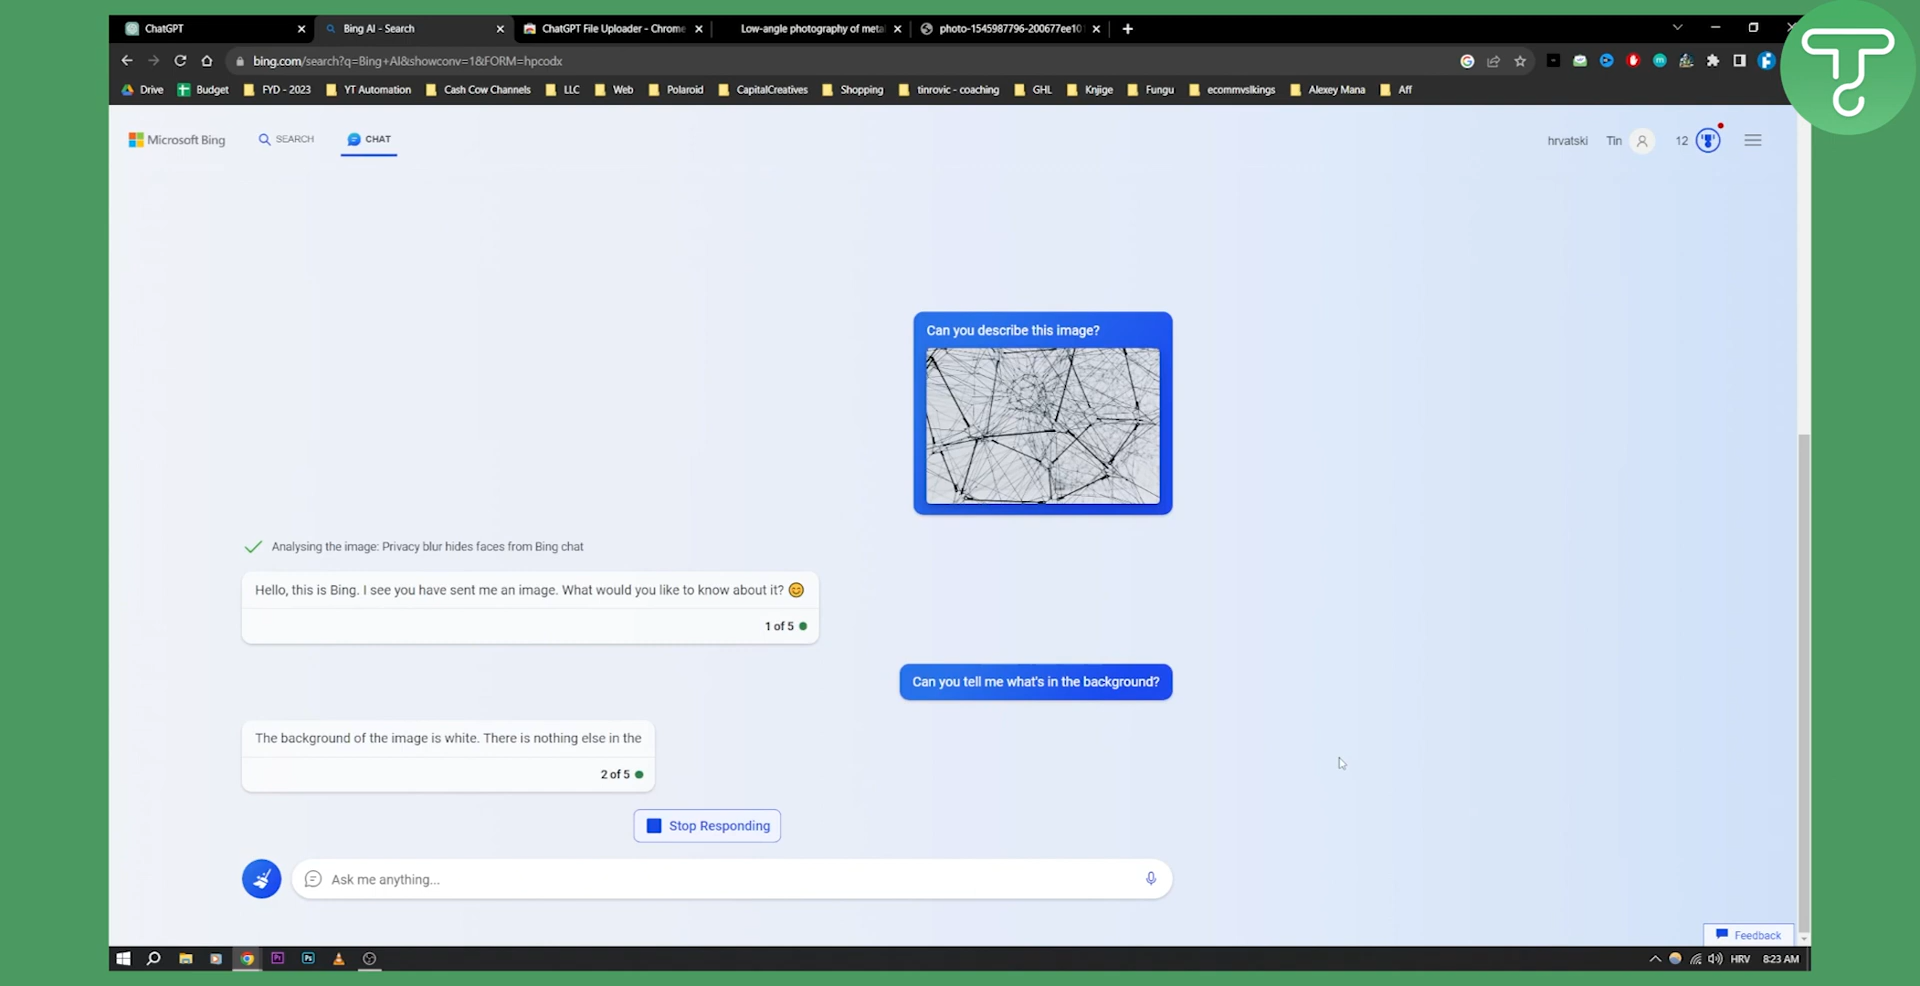 ChatGPT
Bing AI - Search
ChatGPT File Uploader - Chrome
Low-angle photography of metal
photo-1545987796-200677ee101
bing.com/search?q=Bing+AI&showconv=1&FORM=hpcodx
Drive
Budget
FYD - 2023
YT Automation
Cash Cow Channels
LLC
Web
Polaroid
CapitalCreatives
Shopping
tinrovic - coaching
GHL
Knjige
Fungu
ecommvslkings
Alexey Mana
Aff
Microsoft Bing
SEARCH
CHAT
hrvatski
Tin
12
Can you describe this image?
Analysing the image: Privacy blur hides faces from Bing chat
Hello, this is Bing. I see you have sent me an image. What would you like to know about it? 😊
1 of 5
Can you tell me what's in the background?
The background of the image is white. There is nothing else in the
2 of 5
Stop Responding
Ask me anything...
Feedback
Pr
Ps
HRV
8:23 AM